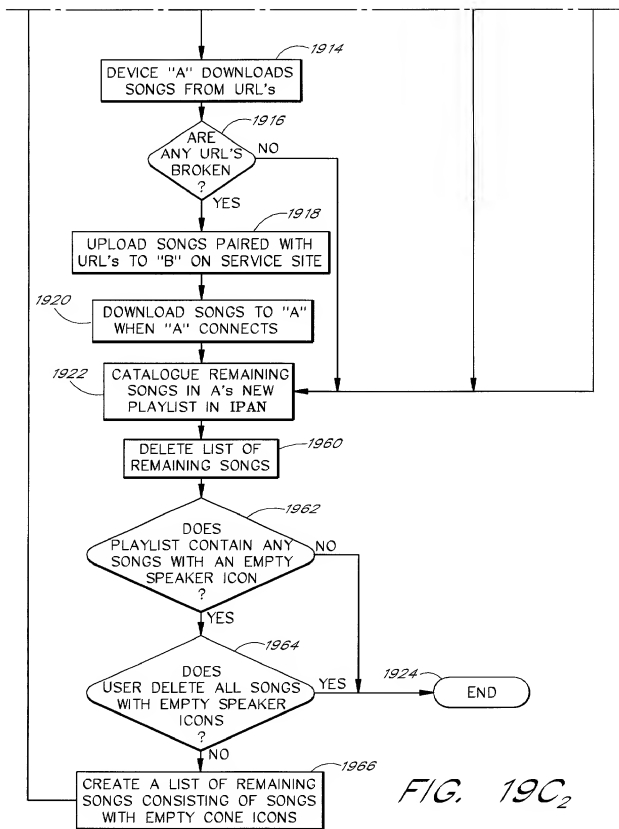 1914
DEVICE "A" DOWNLOADS
SONGS FROM URL's
1916
ARE
ANY URL'S
BROKEN
?
NO
YES
1918
UPLOAD SONGS PAIRED WITH
URL's TO "B" ON SERVICE SITE
1920
DOWNLOAD SONGS TO "A"
WHEN "A" CONNECTS
1922
CATALOGUE REMAINING
SONGS IN A's NEW
PLAYLIST IN IPAN
1960
DELETE LIST OF
REMAINING SONGS
1962
DOES
PLAYLIST CONTAIN ANY
SONGS WITH AN EMPTY
SPEAKER ICON
?
NO
YES
1964
DOES
USER DELETE ALL SONGS
WITH EMPTY SPEAKER
ICONS
?
YES
1924
END
NO
1966
CREATE A LIST OF REMAINING
SONGS CONSISTING OF SONGS
WITH EMPTY CONE ICONS
FIG. 19C2